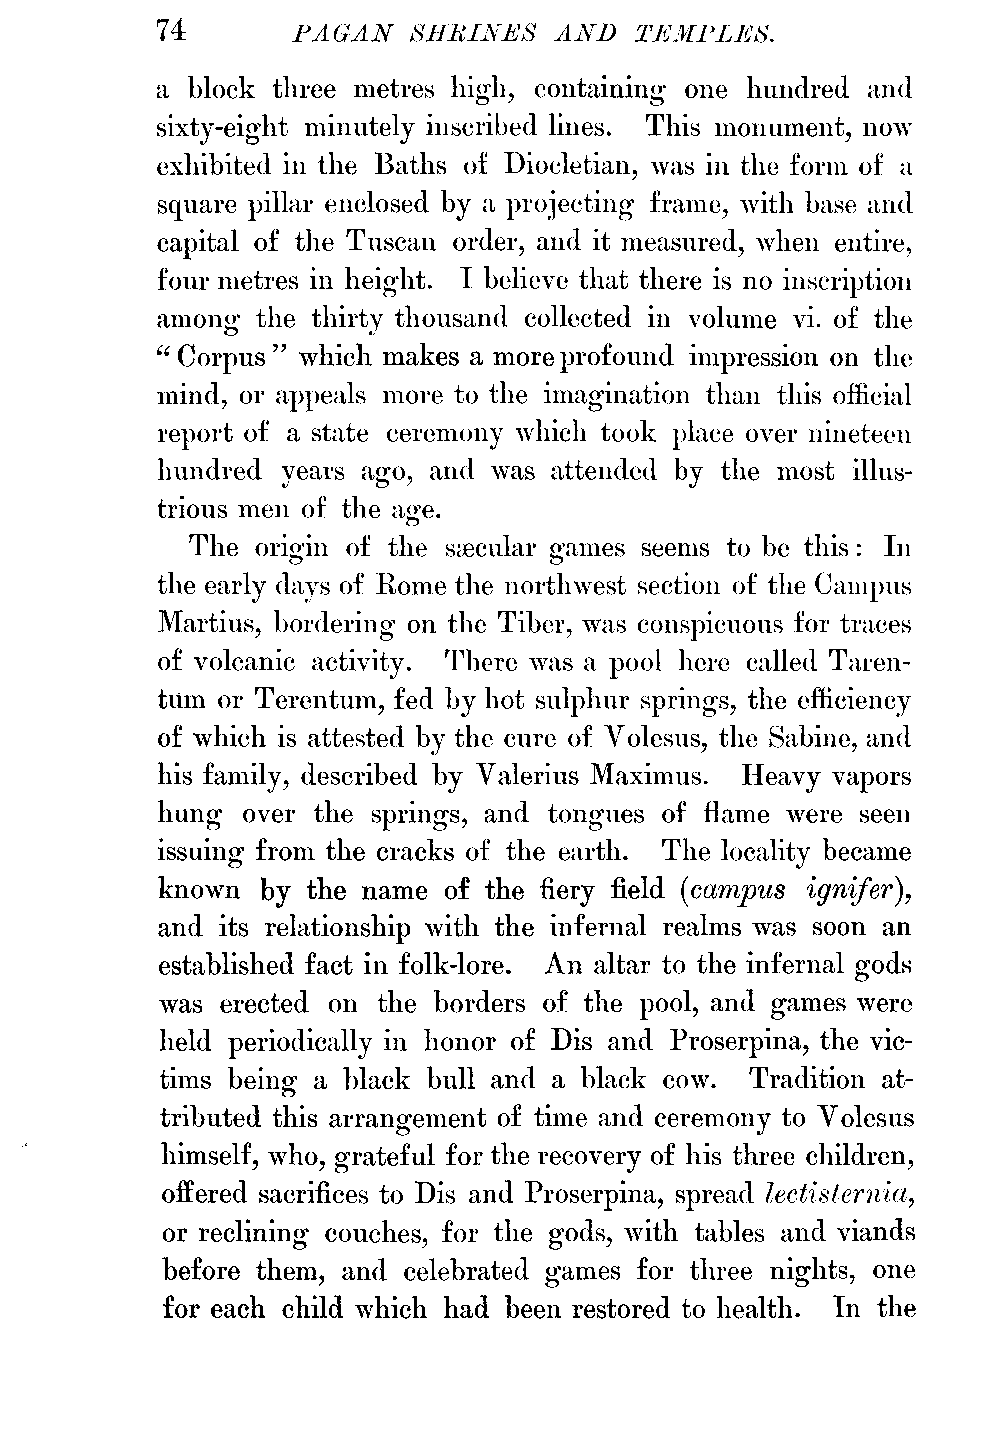 74 PAGAN SHRINES AND TEMPLES.
a block three metres high, containing one hundred and
sixty-eight minutely inscribed lines. This monument, now
exhibited in the Baths of Diocletian, was in the form of a
square pillar enclosed by a projecting frame, with base and
capital of the Tuscan order, and it measured, when entire,
four metres in height. I believe that there is no inscription
among the thirty thousand collected in volume vi. of the
“Corpus” which makes a more profound impression on the
mind, or appeals more to the imagination than this official
report of a state ceremony which took place over nineteen
hundred years ago, and was attended by the most illus-
trious men of the age.
The origin of the sæcular games seems to be this: In
the early days of Rome the northwest section of the Campus
Martius, bordering on the Tiber, was conspicuous for traces
of volcanic activity. There was a pool here called Taren-
tum or Terentum, fed by hot sulphur springs, the efficiency
of which is attested by the cure of Volesus, the Sabine, and
his family, described by Valerius Maximus. Heavy vapors
hung over the springs, and tongues of flame were seen
issuing from the cracks of the earth. The locality became
known by the name of the fiery field (campus ignifer),
and its relationship with the infernal realms was soon an
established fact in folk-lore. An altar to the infernal gods
was erected on the borders of the pool, and games were
held periodically in honor of Dis and Proserpina, the vic-
tims being a black bull and a black cow. Tradition at-
tributed this arrangement of time and ceremony to Volesus
himself, who, grateful for the recovery of his three children,
offered sacrifices to Dis and Proserpina, spread lectisternia,
or reclining couches, for the gods, with tables and viands
before them, and celebrated games for three nights, one
for each child which had been restored to health. In the